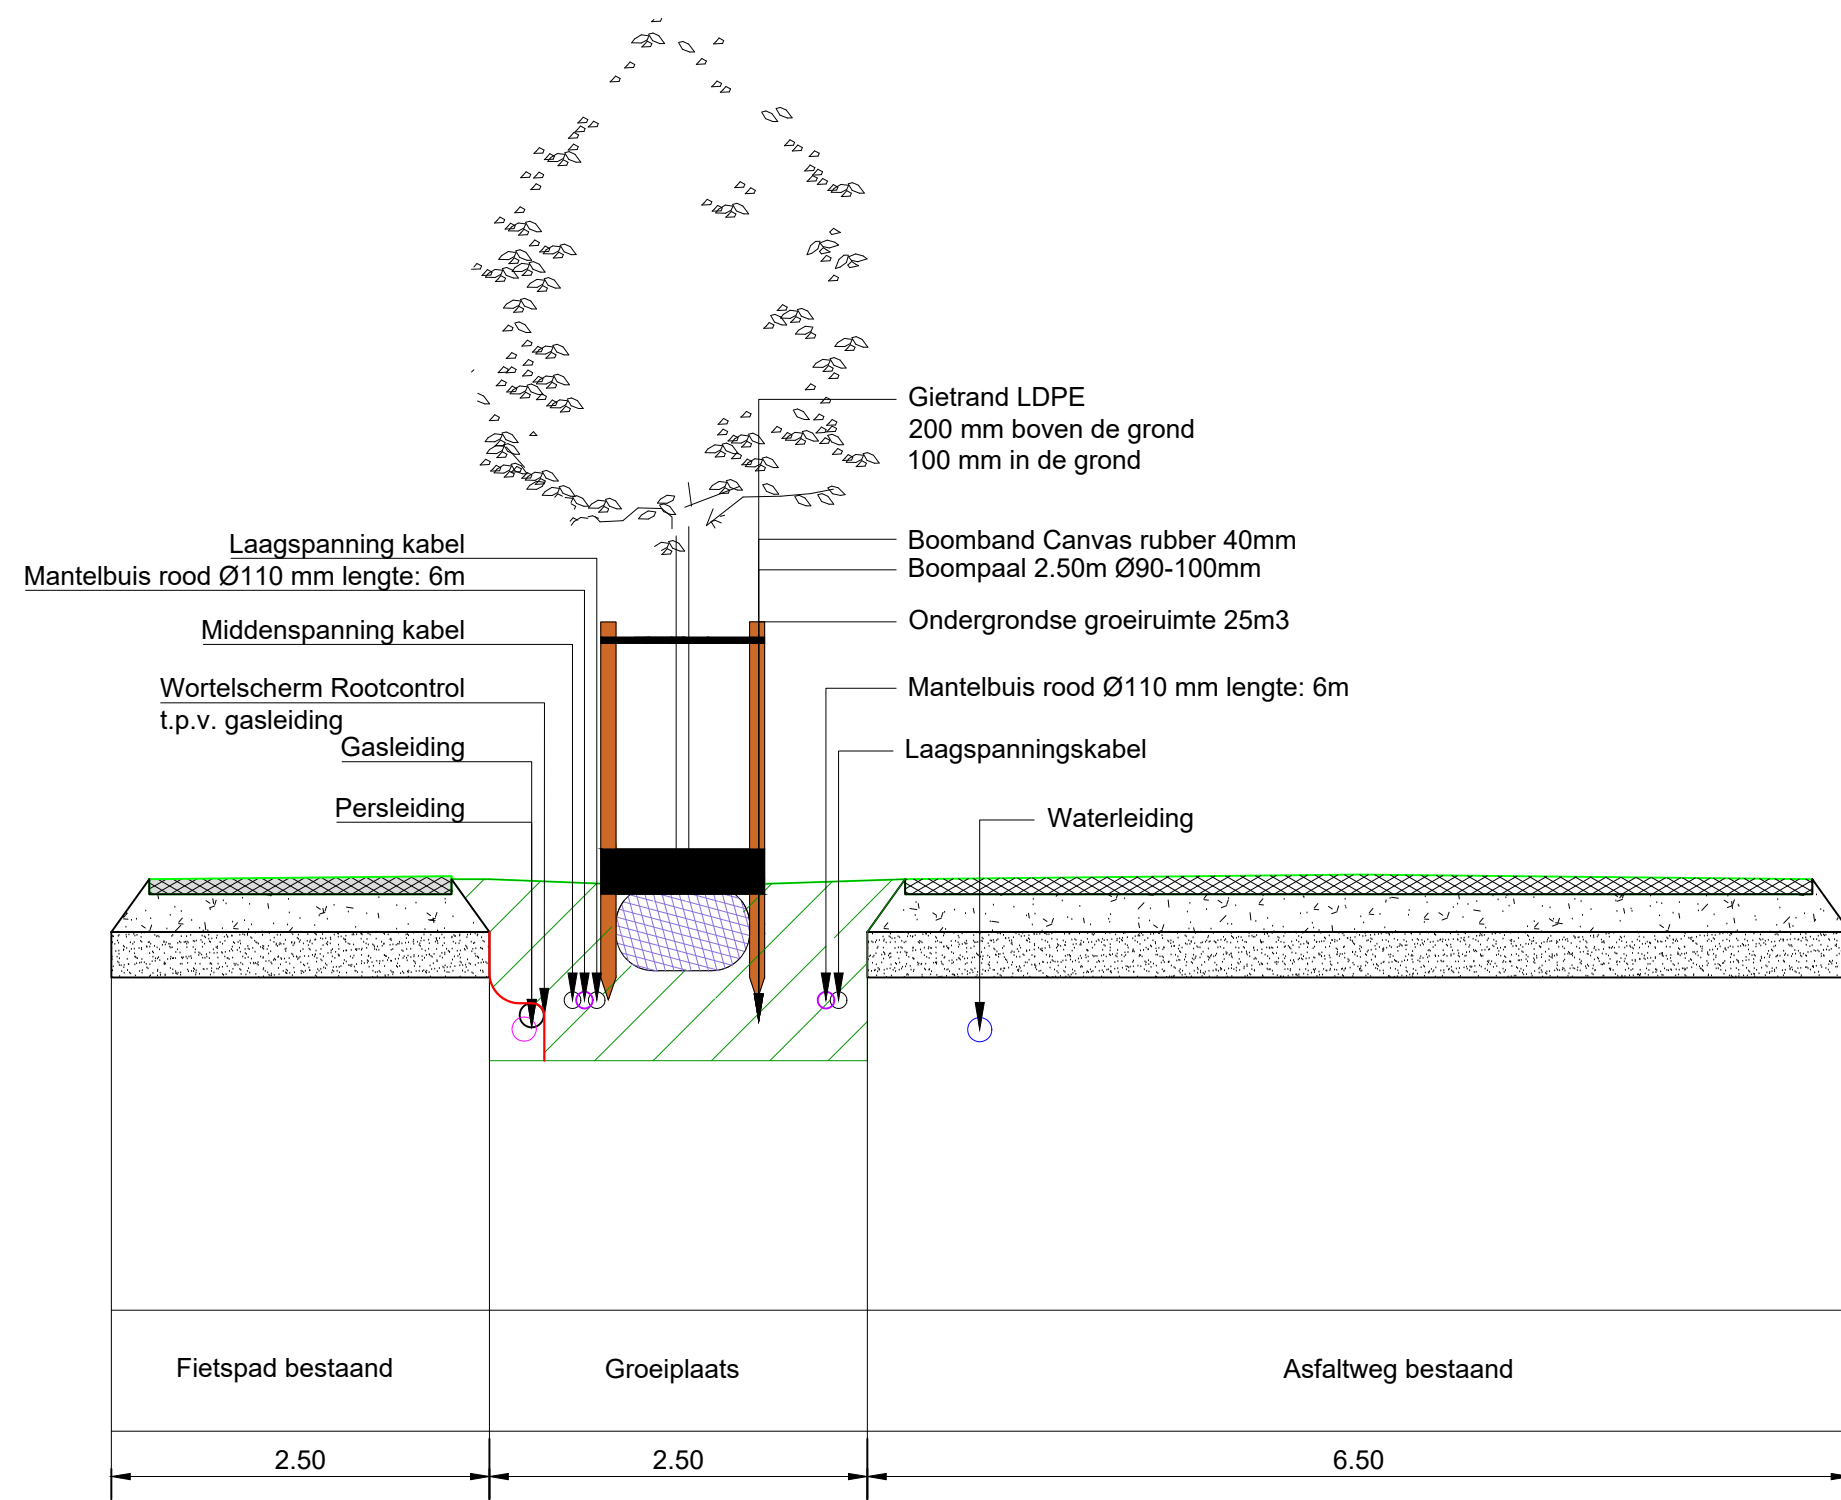 Gietrand LDPE
200 mm boven de grond
100 mm in de grond
Laagspanning kabel
Mantelbuis rood Ø110 mm lengte: 6m
Middenspanning kabel
Wortelscherm Rootcontrol
t.p.v. gasleiding
Gasleiding
Persleiding
Boomband Canvas rubber 40mm
Boompaal 2.50m Ø90-100mm
Ondergrondse groeiruimte 25m3
Mantelbuis rood Ø110 mm lengte: 6m
Laagspanningskabel
Waterleiding
Fietspad bestaand
Groeiplaats
Asfaltweg bestaand
2.50
2.50
6.50